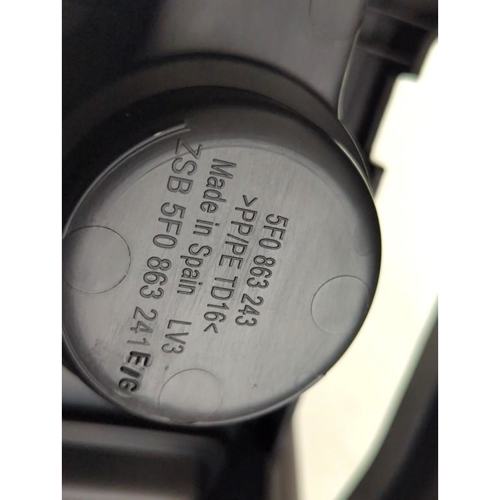 5F0 863 243
>PP/PE TD16<
Made in Spain LV3
ZSB 5F0 863 241E/G